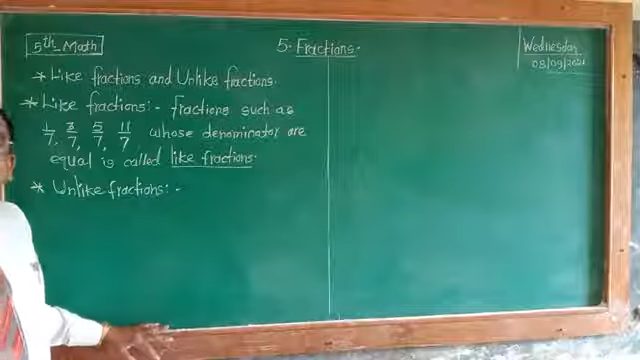 5th Math
5. Fractions.
Wednesday
08/09/2021
* Like fractions and Unlike fractions.
* Like fractions:- Fractions such as
1/7, 3/7, 5/7, 11/7 whose denominator are
equal is called like fractions.
* Unlike fractions:-